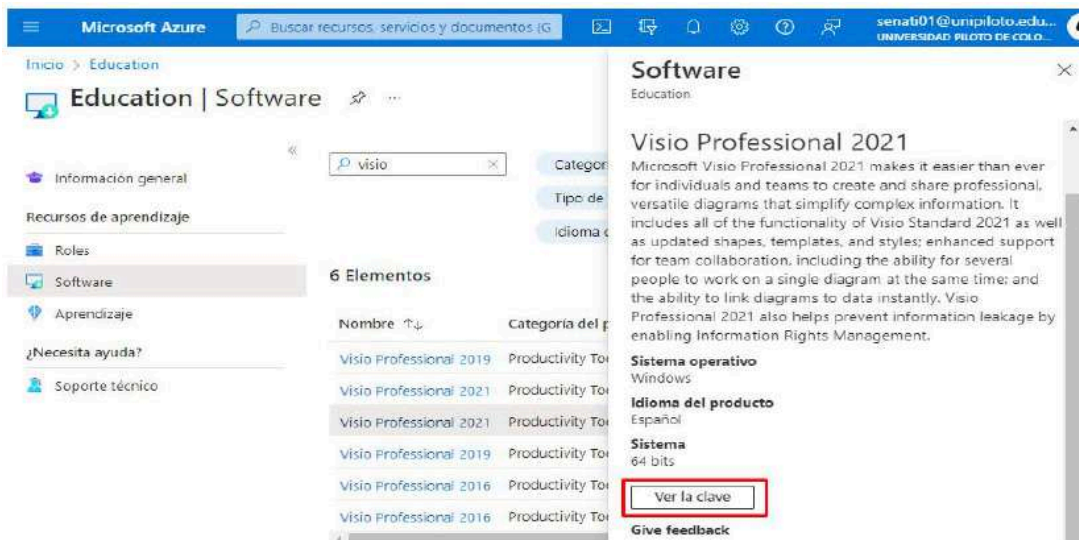 Microsoft Azure
Buscar recursos, servicios y documentos (G
senati01@unipiloto.edu...
UNIVERSIDAD PILOTO DE COLO...
Inicio > Education
Education | Software
Información general
Recursos de aprendizaje
Roles
Software
Aprendizaje
¿Necesita ayuda?
Soporte técnico
visio
Categor
Tipo de
Idioma
6 Elementos
Nombre
Categoría del p
Visio Professional 2019 Productivity Too
Visio Professional 2021 Productivity Too
Visio Professional 2021 Productivity Too
Visio Professional 2019 Productivity Too
Visio Professional 2016 Productivity Too
Visio Professional 2016 Productivity Too
Software
Education
Visio Professional 2021
Microsoft Visio Professional 2021 makes it easier than ever
for individuals and teams to create and share professional,
versatile diagrams that simplify complex information. It
includes all of the functionality of Visio Standard 2021 as well
as updated shapes, templates, and styles; enhanced support
for team collaboration, including the ability for several
people to work on a single diagram at the same time; and
the ability to link diagrams to data instantly. Visio
Professional 2021 also helps prevent information leakage by
enabling Information Rights Management.
Sistema operativo
Windows
Idioma del producto
Español
Sistema
64 bits
Ver la clave
Give feedback